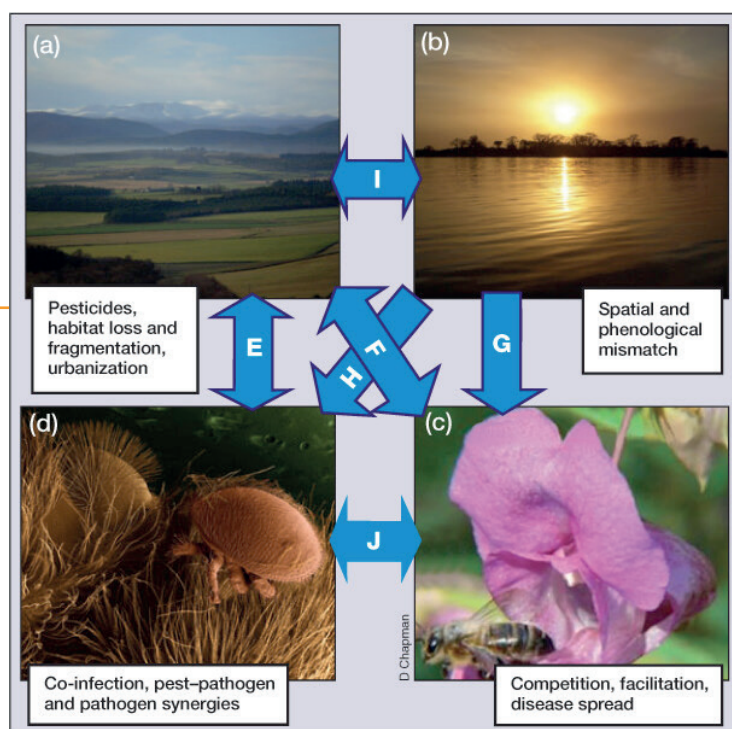 (a)
(b)
I
Pesticides,
habitat loss and
fragmentation,
urbanization
Spatial and
phenological
mismatch
E
F
H
G
(d)
(c)
J
D Chapman
Co-infection, pest–pathogen
and pathogen synergies
Competition, facilitation,
disease spread